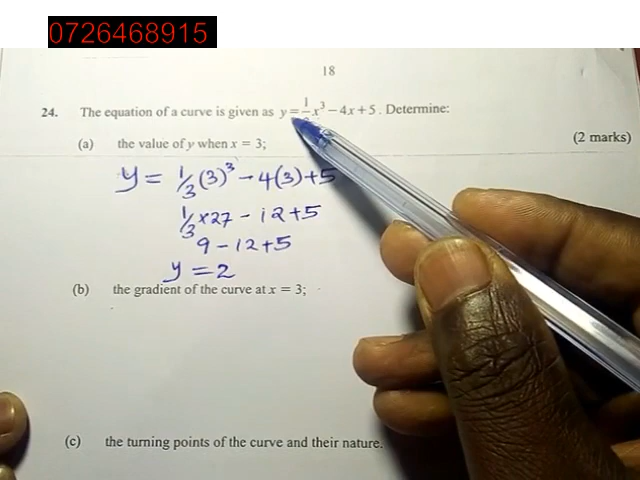 0726468915
18
24. The equation of a curve is given as y = 1/3 x³ − 4x + 5. Determine:
(a) the value of y when x = 3; (2 marks)
y = 1/3 (3)³ − 4(3) + 5
1/3 × 27 − 12 + 5
9 − 12 + 5
y = 2
(b) the gradient of the curve at x = 3;
(c) the turning points of the curve and their nature.